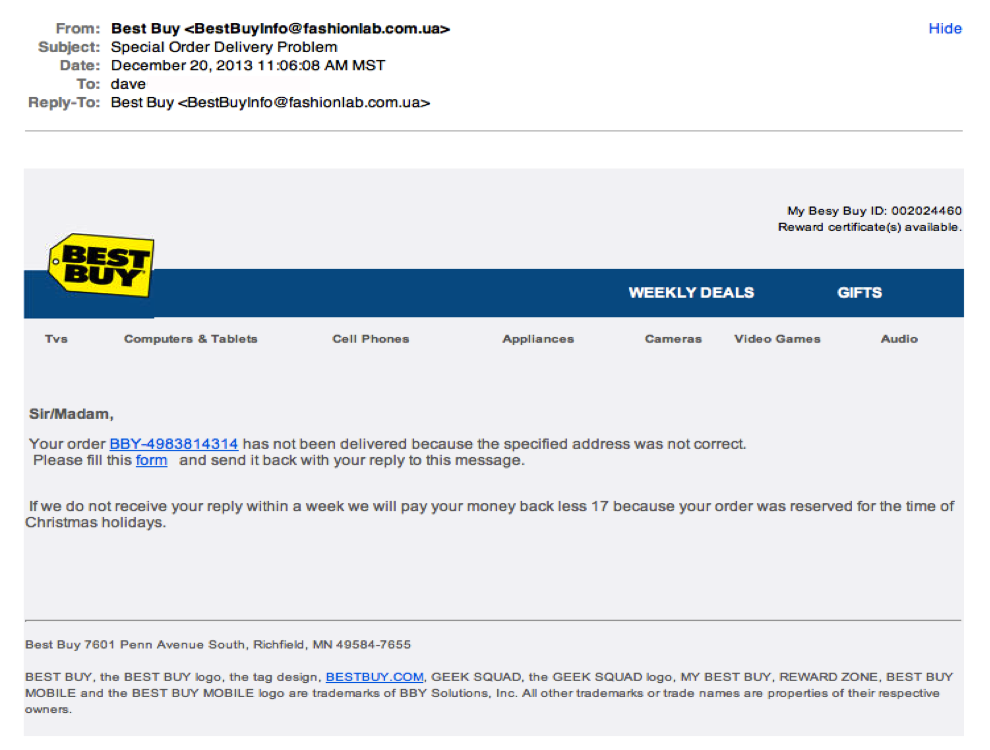 From: Best Buy <BestBuyInfo@fashionlab.com.ua>
Hide
Subject: Special Order Delivery Problem
Date: December 20, 2013 11:06:08 AM MST
To: dave
Reply-To: Best Buy <BestBuyInfo@fashionlab.com.ua>
My Besy Buy ID: 002024460
Reward certificate(s) available.
BEST
BUY
WEEKLY DEALS GIFTS
Tvs Computers & Tablets Cell Phones Appliances Cameras Video Games Audio
Sir/Madam,
Your order BBY-4983814314 has not been delivered because the specified address was not correct.
Please fill this form and send it back with your reply to this message.
If we do not receive your reply within a week we will pay your money back less 17 because your order was reserved for the time of
Christmas holidays.
Best Buy 7601 Penn Avenue South, Richfield, MN 49584-7655
BEST BUY, the BEST BUY logo, the tag design, BESTBUY.COM, GEEK SQUAD, the GEEK SQUAD logo, MY BEST BUY, REWARD ZONE, BEST BUY
MOBILE and the BEST BUY MOBILE logo are trademarks of BBY Solutions, Inc. All other trademarks or trade names are properties of their respective
owners.